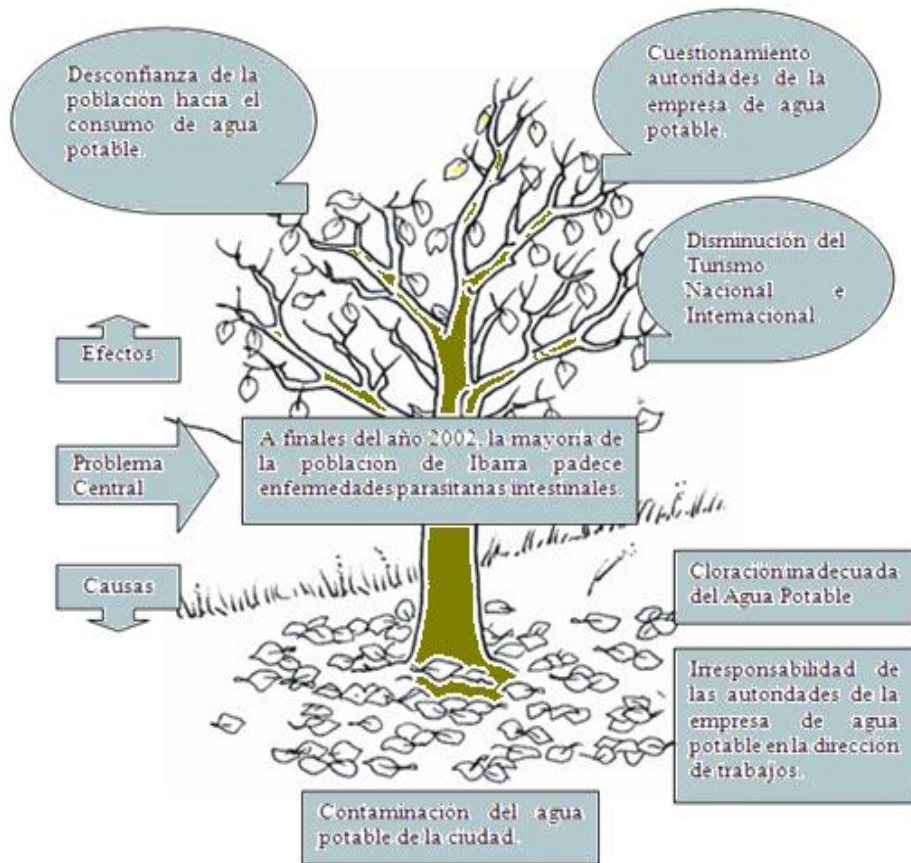 Desconfianza de la
población hacia el
consumo de agua
potable.
Cuestionamiento
autoridades de la
empresa de agua
potable.
Disminución del
Turismo
Nacional e
Internacional.
Efectos
A finales del año 2002, la mayoría de
la población de Ibarra padece
enfermedades parasitarias intestinales.
Problema
Central
Causas
Cloración inadecuada
del Agua Potable
Irresponsabilidad de
las autoridades de la
empresa de agua
potable en la dirección
de trabajos.
Contaminación del agua
potable de la ciudad.